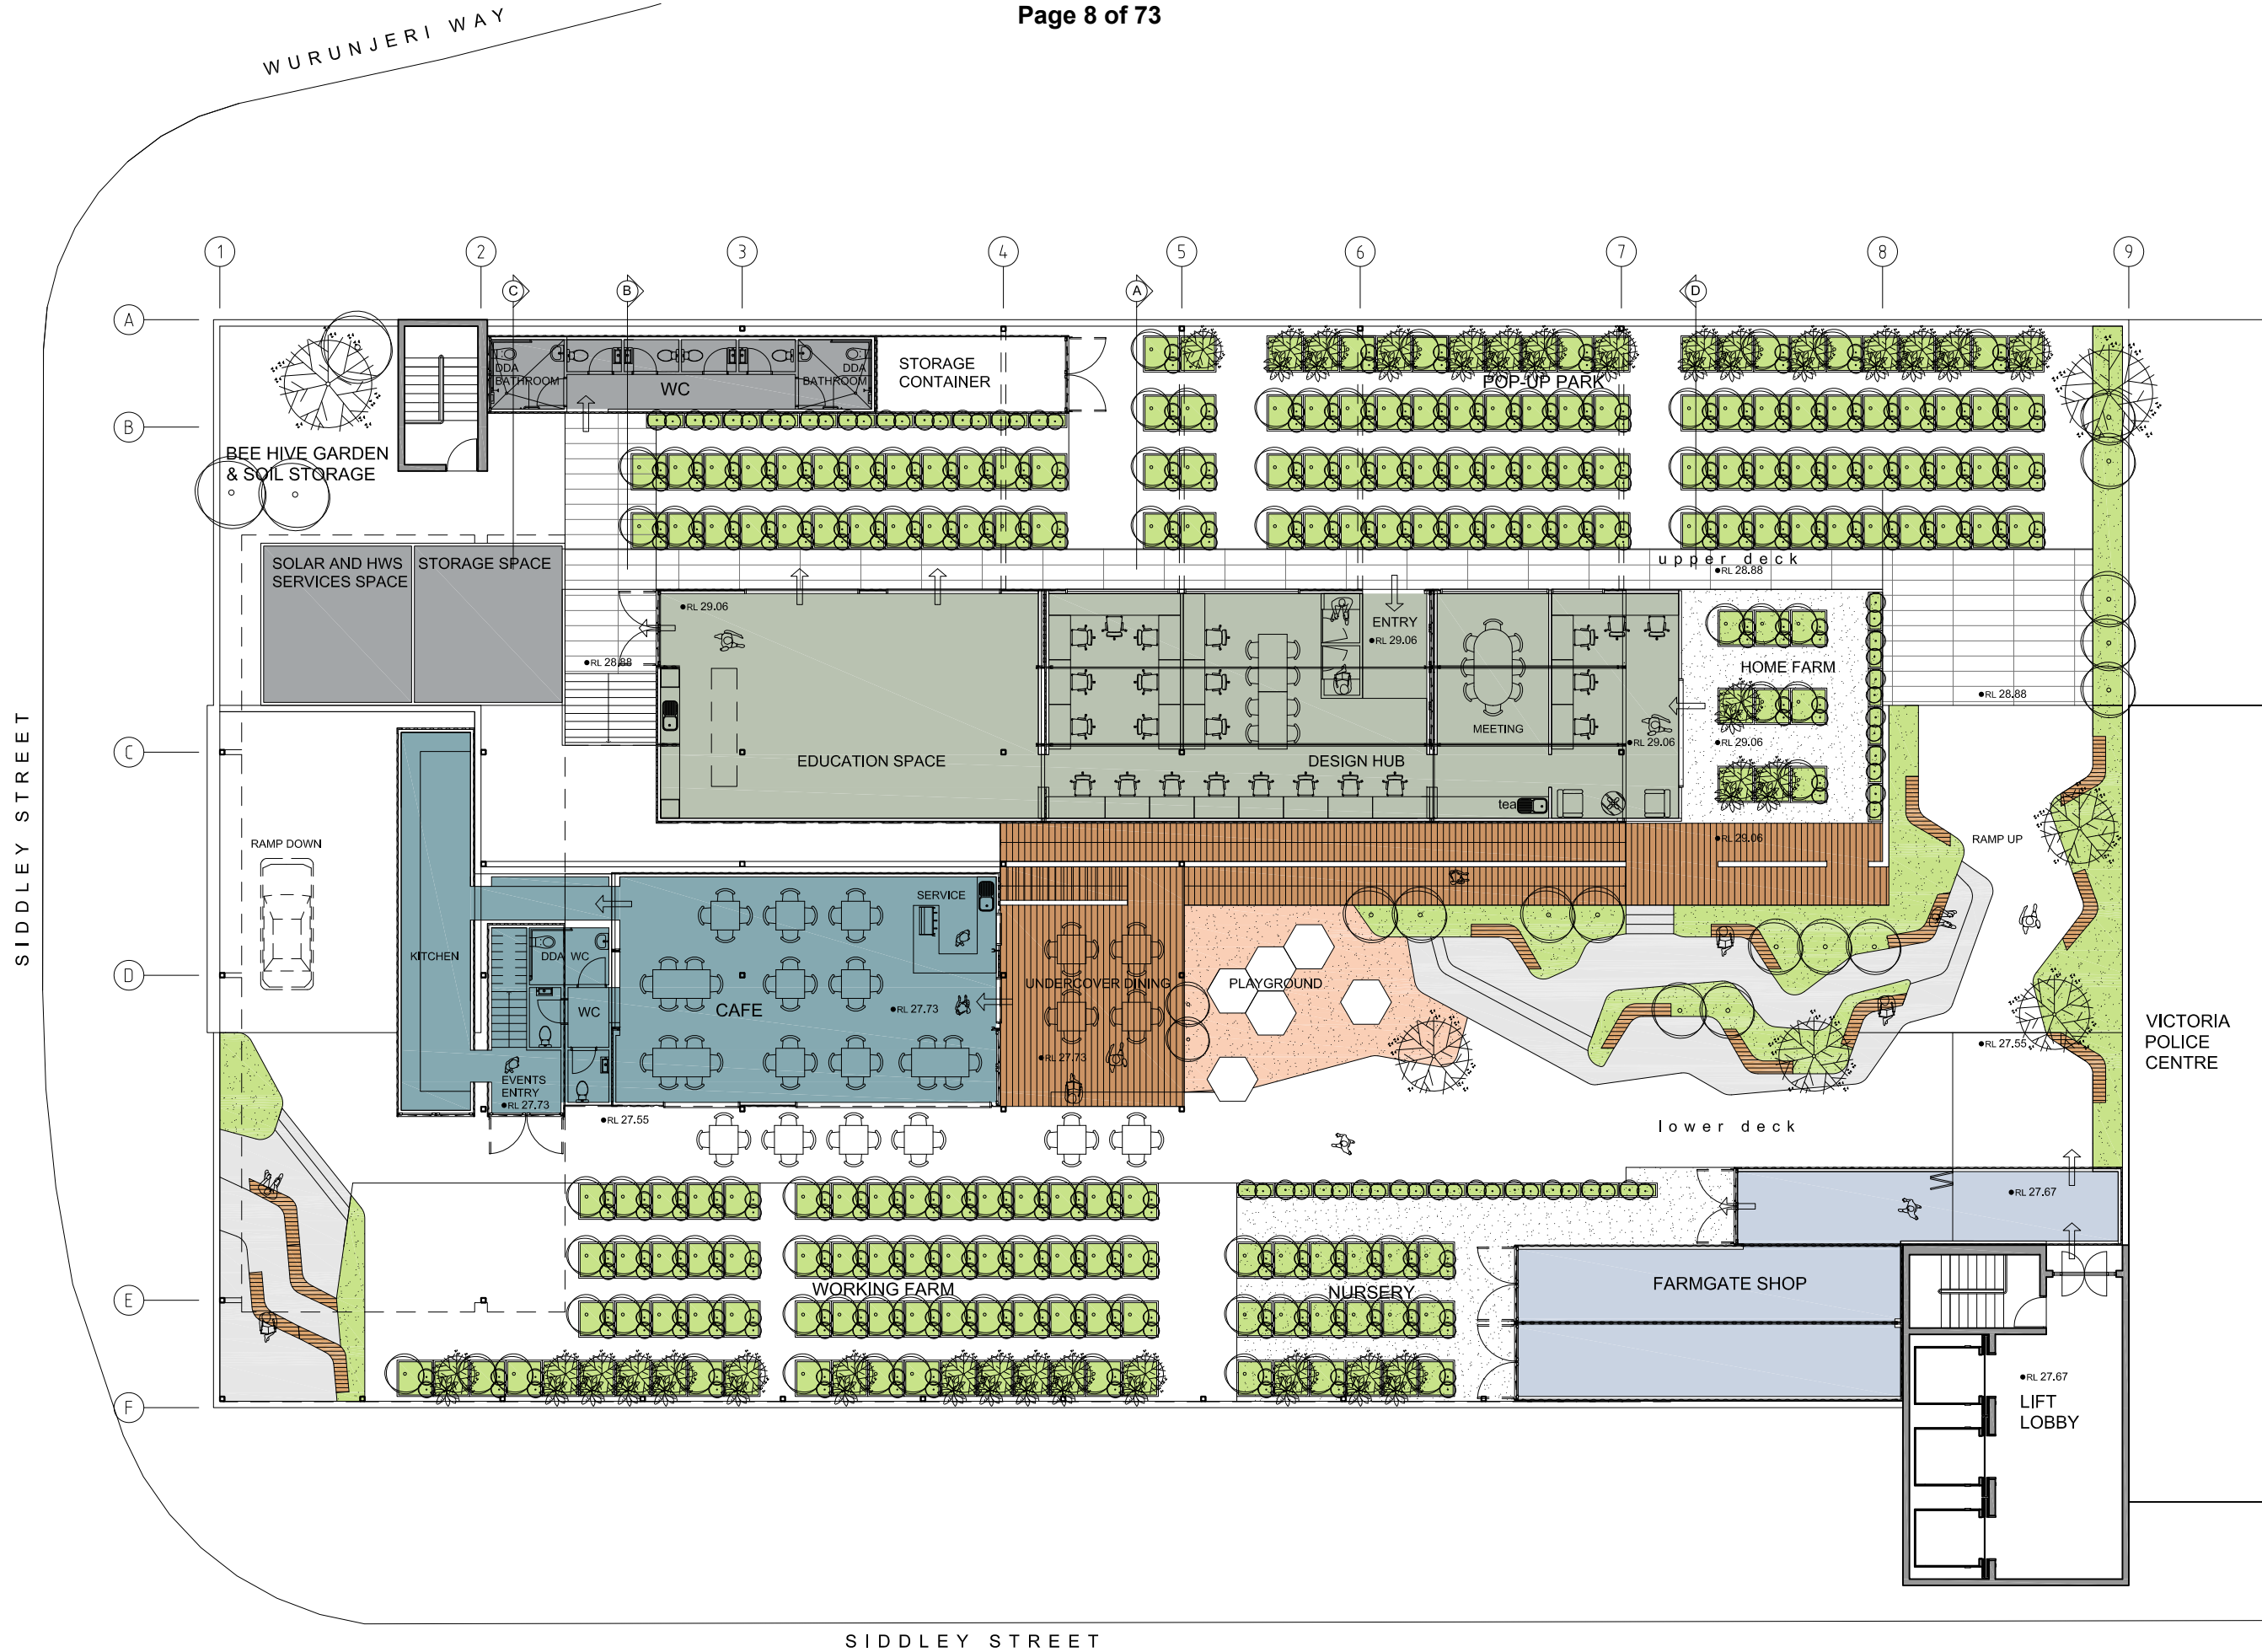 Page 8 of 73
WURUNJERI WAY
1
2
3
4
5
6
7
8
9
C
B
A
D
A
B
C
D
E
F
DDA
BATHROOM
WC
DDA
BATHROOM
STORAGE
CONTAINER
POP-UP PARK
BEE HIVE GARDEN
& SOIL STORAGE
SOLAR AND HWS
SERVICES SPACE
STORAGE SPACE
upper deck
RL 28.88
RL 29.06
ENTRY
RL 29.06
RL 28.88
HOME FARM
RL 28.88
MEETING
RL 29.06
RL 29.06
EDUCATION SPACE
DESIGN HUB
tea
SIDDLEY STREET
RAMP DOWN
RL 29.06
RAMP UP
SERVICE
KITCHEN
DDA WC
UNDERCOVER DINING
PLAYGROUND
WC
CAFE
RL 27.73
VICTORIA
POLICE
CENTRE
RL 27.55
RL 27.73
EVENTS
ENTRY
RL 27.73
RL 27.55
lower deck
RL 27.67
WORKING FARM
NURSERY
FARMGATE SHOP
RL 27.67
LIFT
LOBBY
SIDDLEY STREET